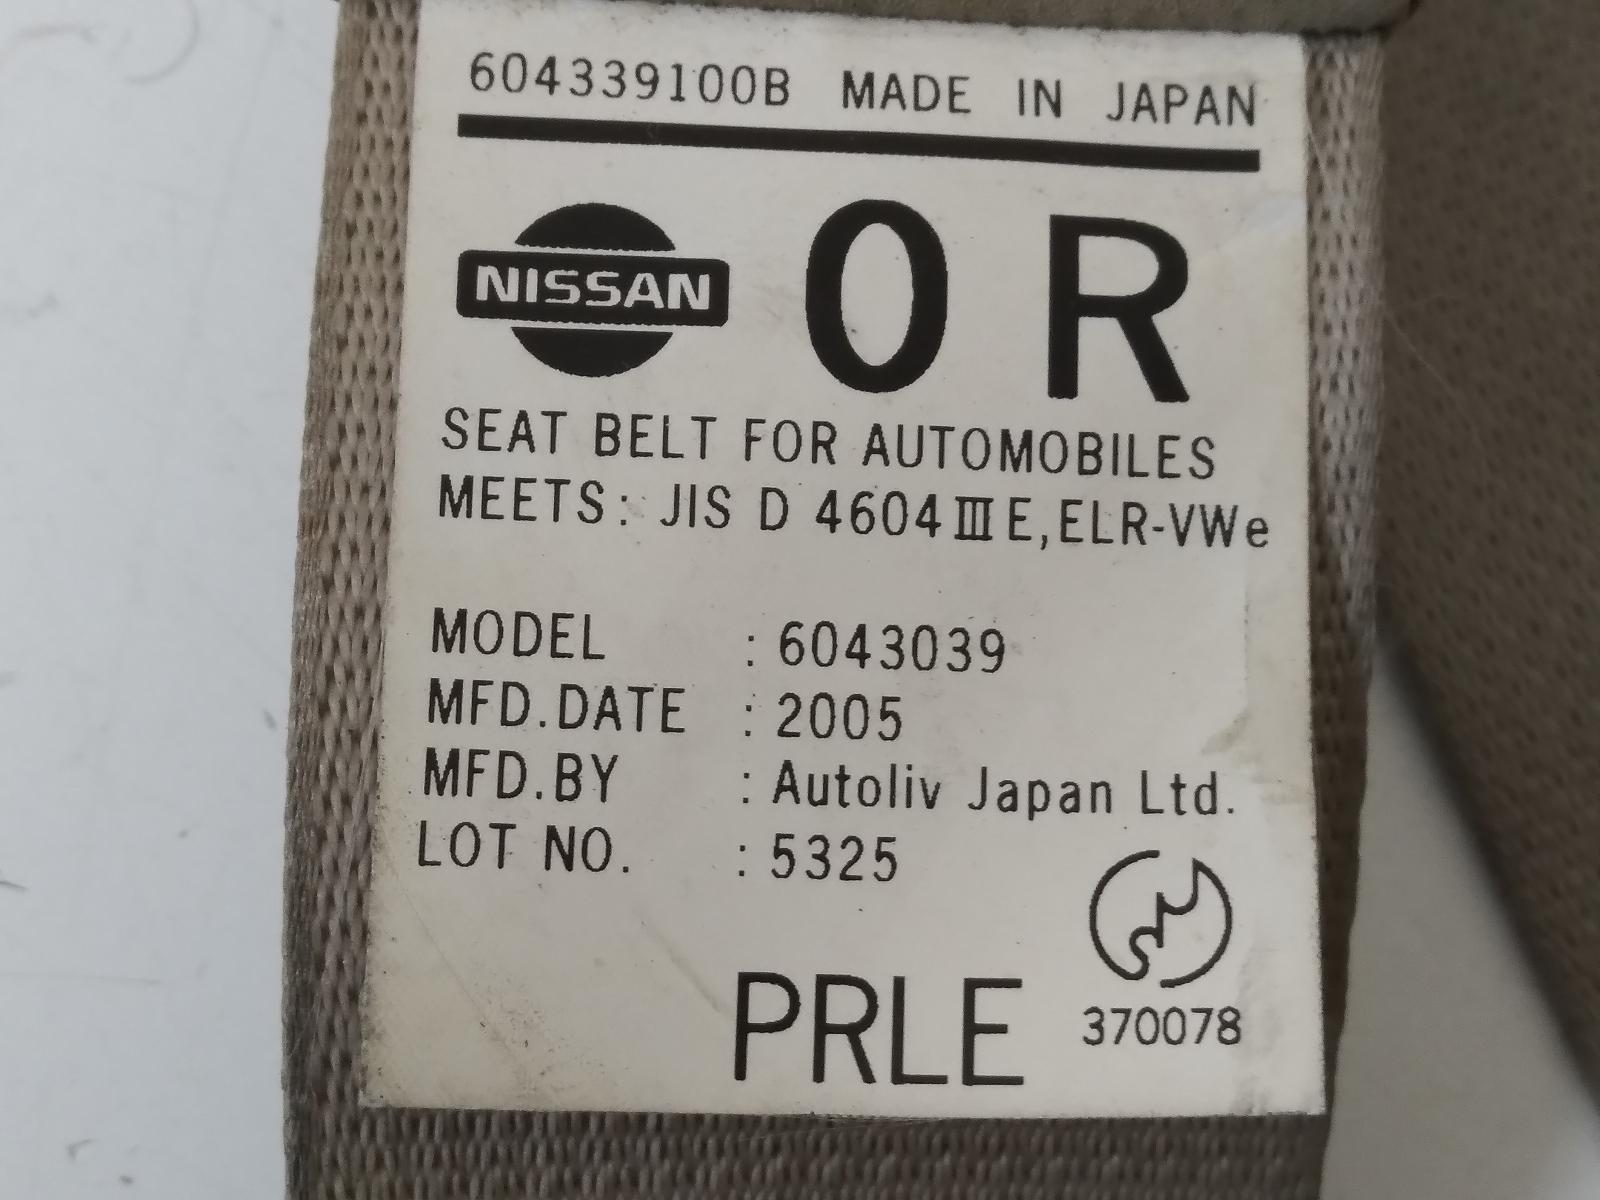 604339100B MADE IN JAPAN
NISSAN O R
SEAT BELT FOR AUTOMOBILES
MEETS: JIS D 4604 III E, ELR-VWe
MODEL : 6043039
MFD.DATE : 2005
MFD.BY : Autoliv Japan Ltd.
LOT NO. : 5325
PRLE
370078